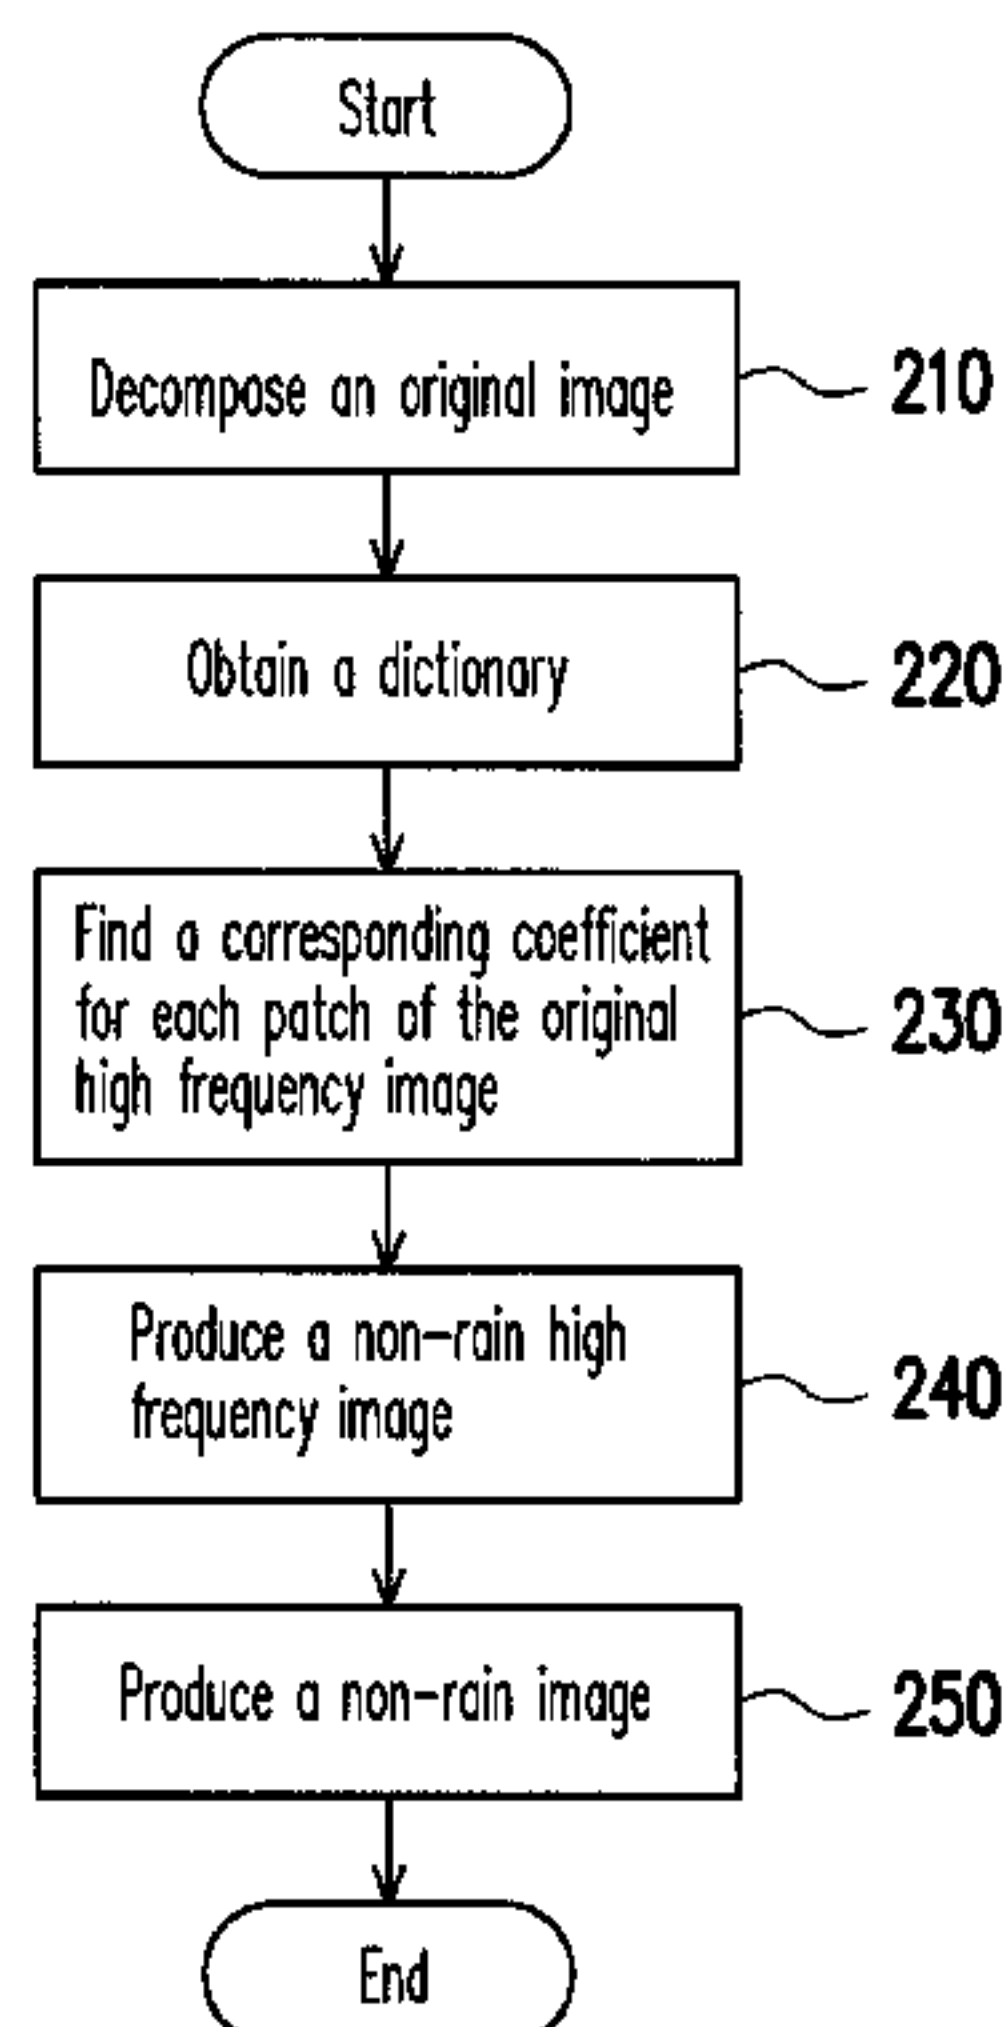 Start
Decompose an original image
210
Obtain a dictionary
220
Find a corresponding coefficient
for each patch of the original
high frequency image
230
Produce a non-rain high
frequency image
240
Produce a non-rain image
250
End